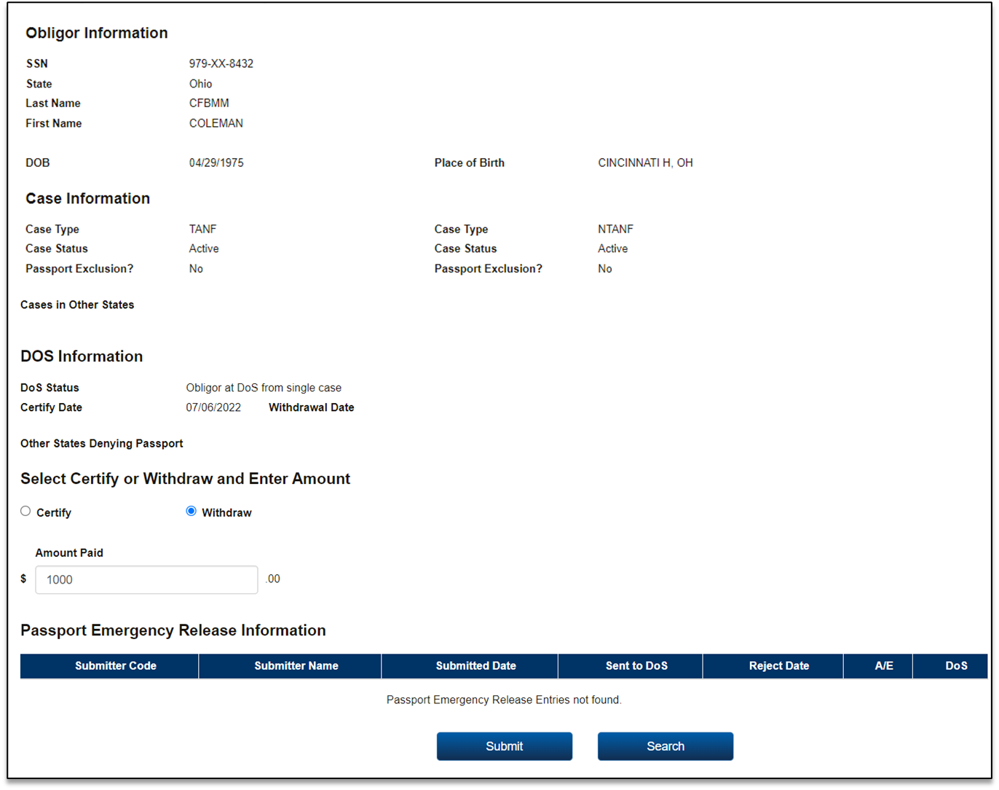 Obligor Information
SSN 979-XX-8432
State Ohio
Last Name CFBMM
First Name COLEMAN
DOB 04/29/1975 Place of Birth CINCINNATI H, OH
Case Information
Case Type TANF Case Type NTANF
Case Status Active Case Status Active
Passport Exclusion? No Passport Exclusion? No
Cases in Other States
DOS Information
DoS Status Obligor at DoS from single case
Certify Date 07/06/2022 Withdrawal Date
Other States Denying Passport
Select Certify or Withdraw and Enter Amount
Certify Withdraw
Amount Paid
$ 1000 .00
Passport Emergency Release Information
Submitter Code Submitter Name Submitted Date Sent to DoS Reject Date A/E DoS
Passport Emergency Release Entries not found.
Submit Search